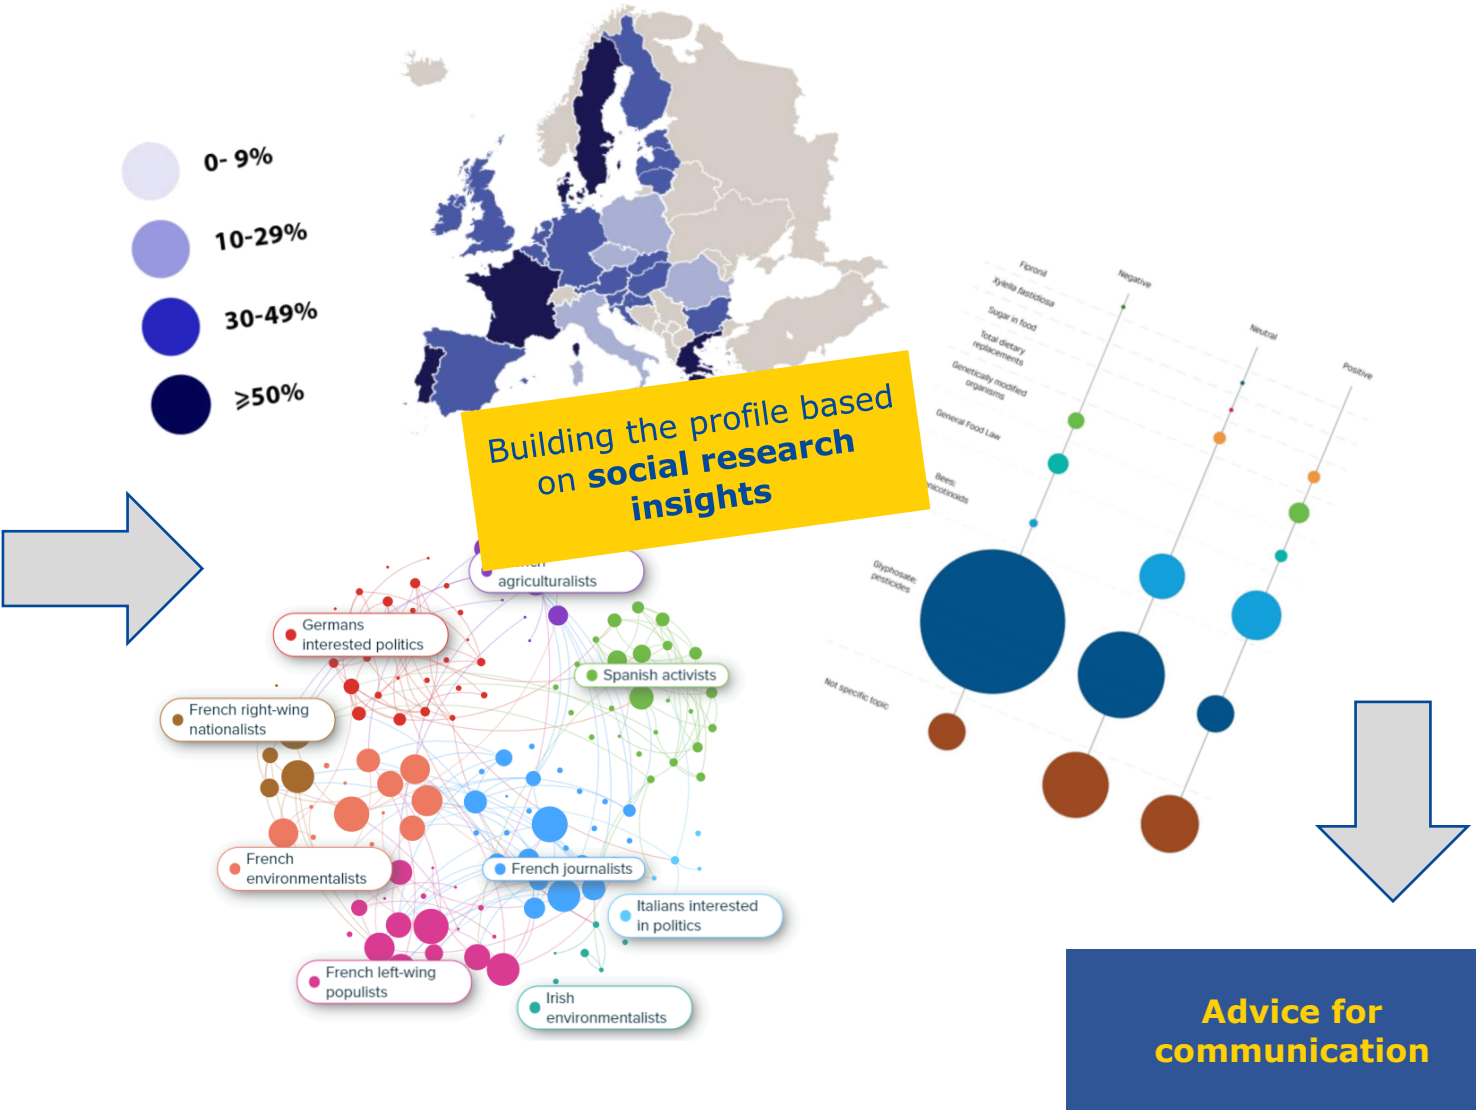 0- 9%
10-29%
30-49%
⩾50%
Building the profile based
on social research
insights
Fipronil
Xylella fastidiosa
Sugar in food
Total dietary
replacements
Genetically modified
organisms
General Food Law
Bees;
Glyphosate;
pesticides
Not specific topic
Negative
Neutral
Positive
agriculturalists
Germans
interested politics
Spanish activists
French right-wing
nationalists
French
environmentalists
French journalists
Italians interested
in politics
French left-wing
populists
Irish
environmentalists
Advice for
communication